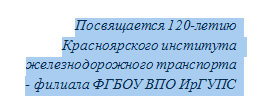 Посвящается 120-летию
Красноярского института
железнодорожного транспорта
- филиала ФГБОУ ВПО ИрГУПС